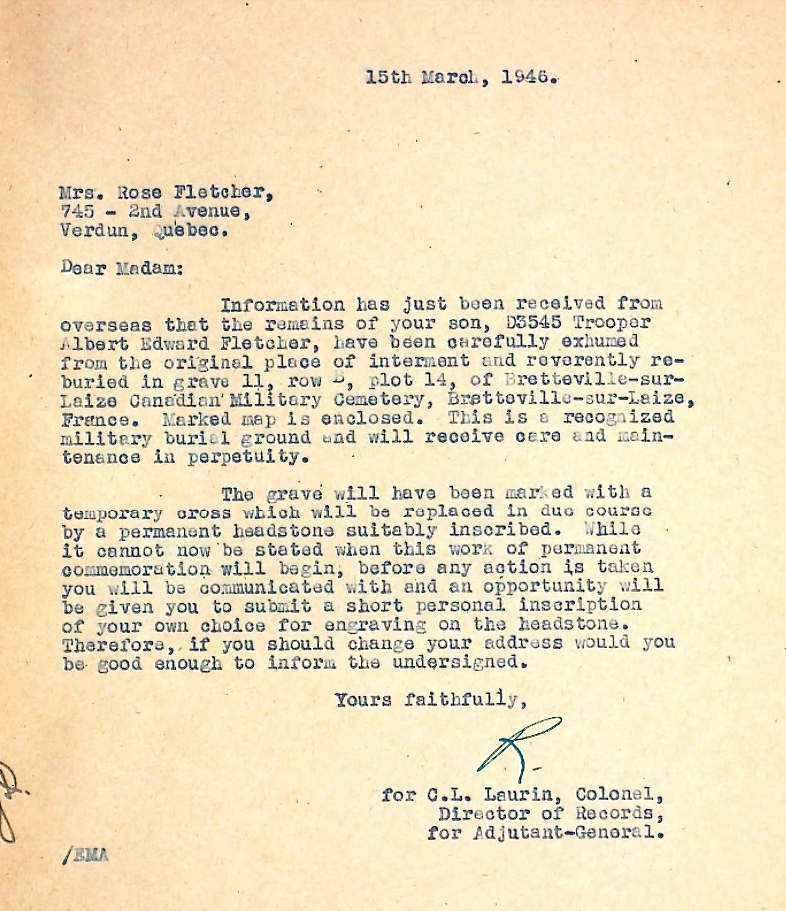 15th March, 1946.
Mrs. Rose Fletcher,
745 - 2nd Avenue,
Verdun, Quebec.
Dear Madam:
Information has just been received from
overseas that the remains of your son, D3545 Trooper
Albert Edward Fletcher, have been carefully exhumed
from the original place of interment and reverently re-
buried in grave 11, row , plot 14, of Bretteville-sur-
Laize Canadian Military Cemetery, Bretteville-sur-Laize,
France. Marked map is enclosed. This is a recognized
military burial ground and will receive care and main-
tenance in perpetuity.
The grave will have been marked with a
temporary cross which will be replaced in due course
by a permanent headstone suitably inscribed. While
it cannot now be stated when this work of permanent
commemoration will begin, before any action is taken
you will be communicated with and an opportunity will
be given you to submit a short personal inscription
of your own choice for engraving on the headstone.
Therefore, if you should change your address would you
be good enough to inform the undersigned.
Yours faithfully,
R.
for C.L. Laurin, Colonel,
Director of Records,
for Adjutant-General.
/EMA